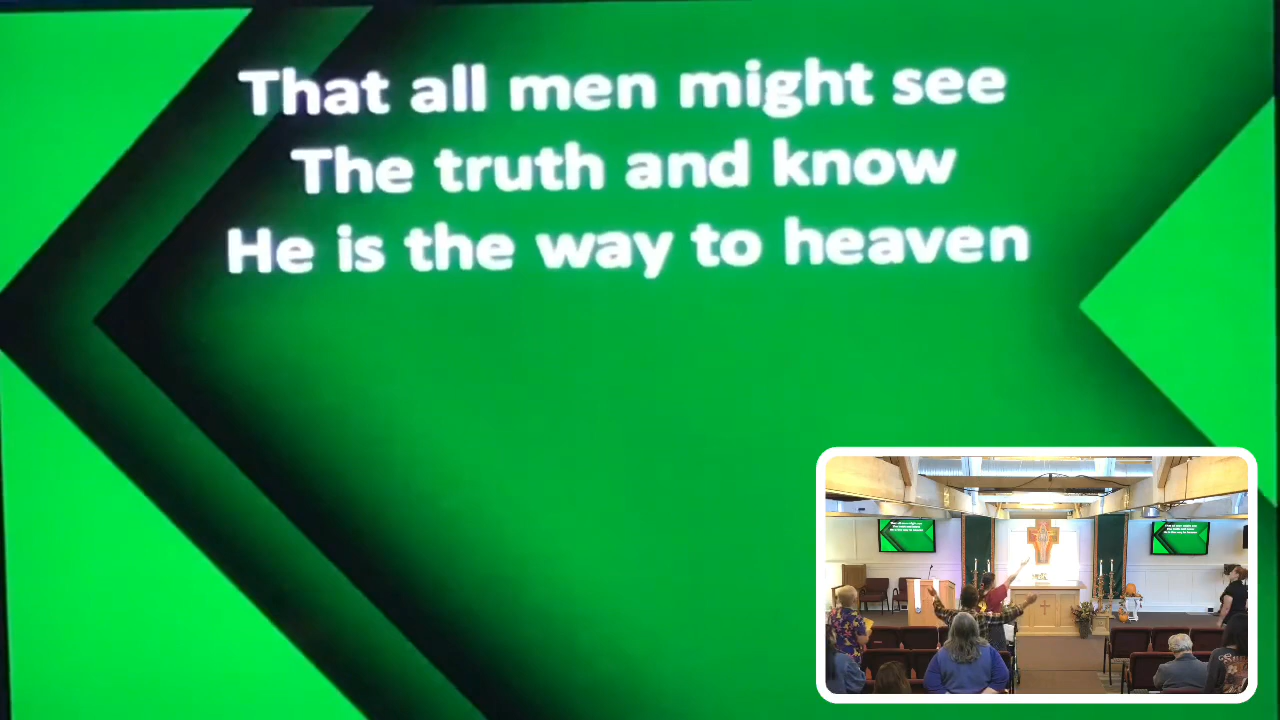 That all men might see
The truth and know
He is the way to heaven